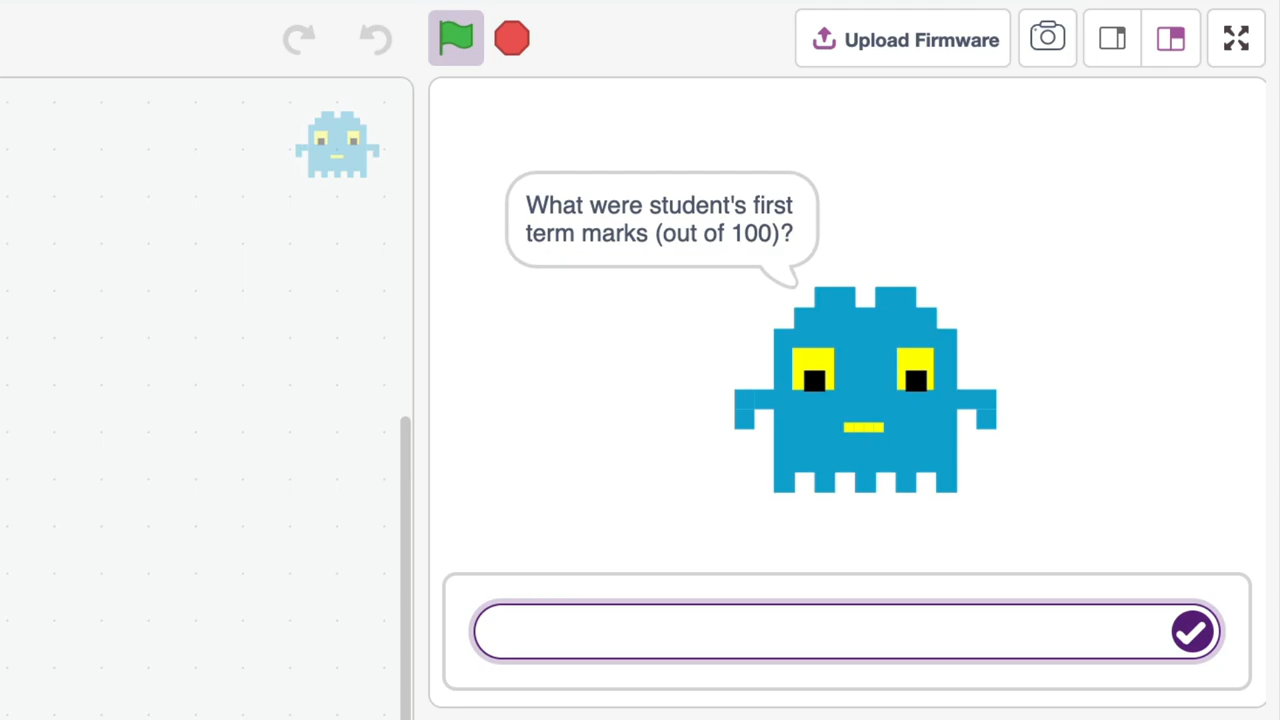 Upload Firmware
What were student's first
term marks (out of 100)?